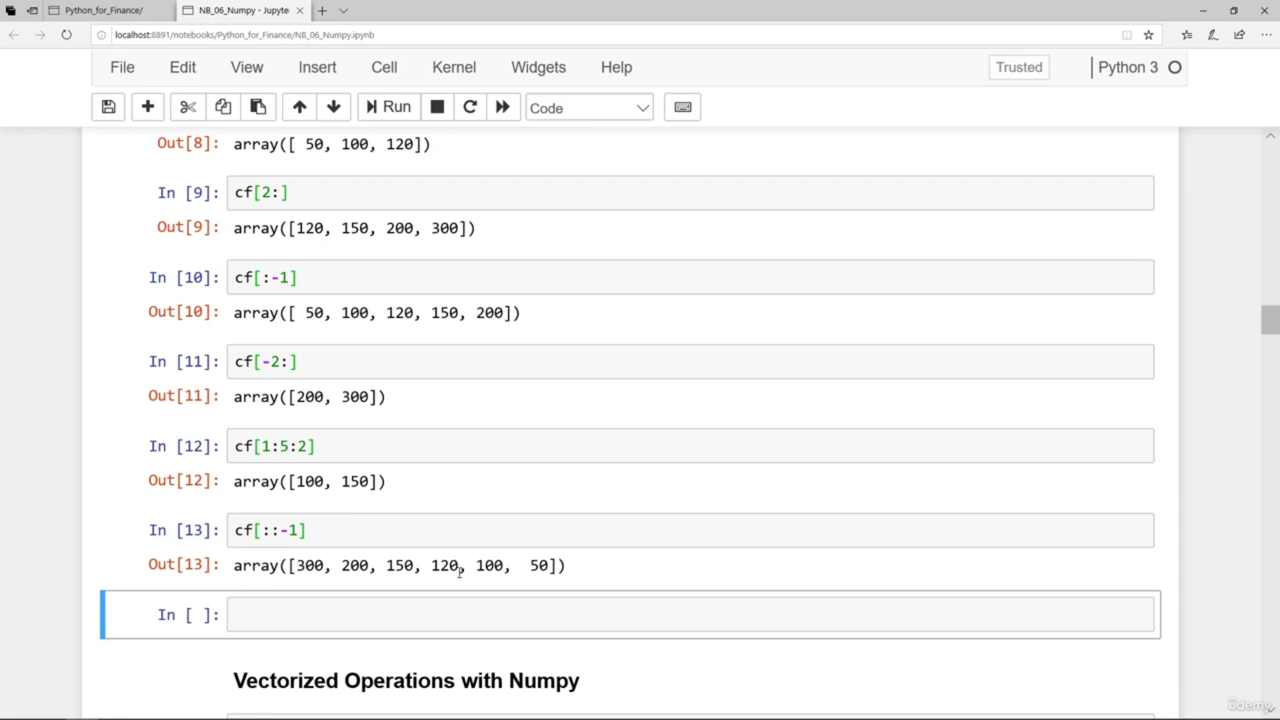 Python_for_Finance/
NB_06_Numpy - Jupyte
localhost:8891/notebooks/Python_for_Finance/NB_06_Numpy.ipynb
File Edit View Insert Cell Kernel Widgets Help Trusted Python 3
Run Code
Out[8]: array([ 50, 100, 120])
In [9]: cf[2:]
Out[9]: array([120, 150, 200, 300])
In [10]: cf[:-1]
Out[10]: array([ 50, 100, 120, 150, 200])
In [11]: cf[-2:]
Out[11]: array([200, 300])
In [12]: cf[1:5:2]
Out[12]: array([100, 150])
In [13]: cf[::-1]
Out[13]: array([300, 200, 150, 120, 100,  50])
In [ ]:
Vectorized Operations with Numpy
Udemy